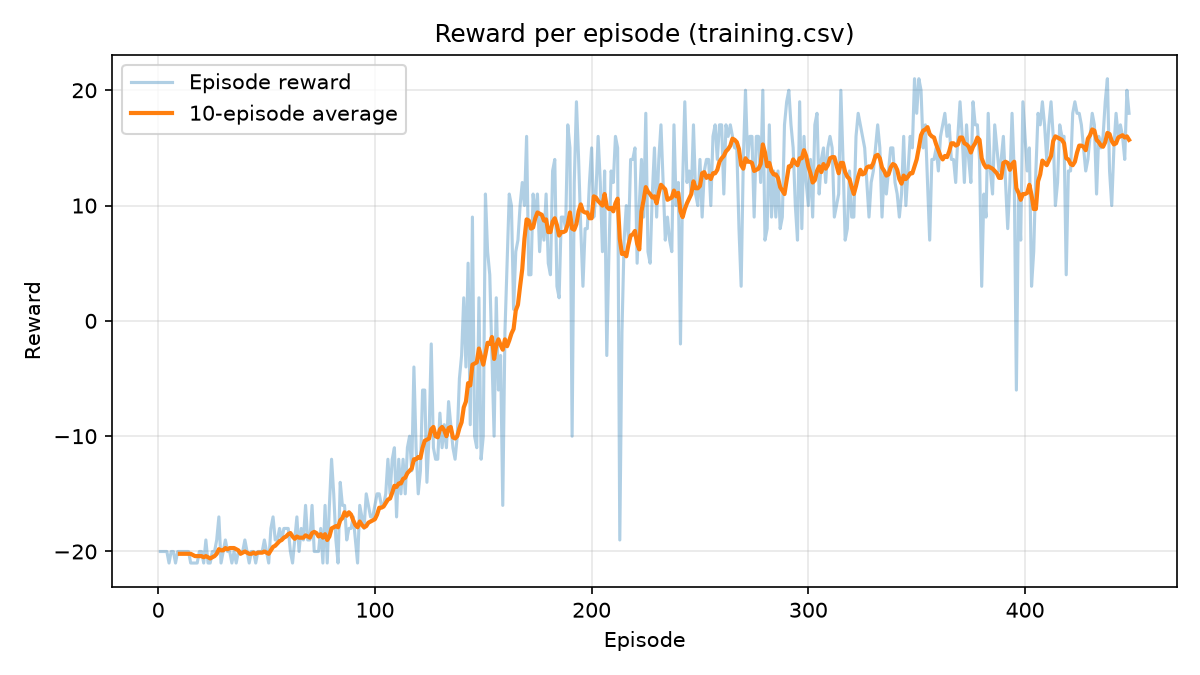 Reward per episode (training.csv)
Episode reward
10-episode average
Reward
20
10
0
−10
−20
0
100
200
300
400
Episode